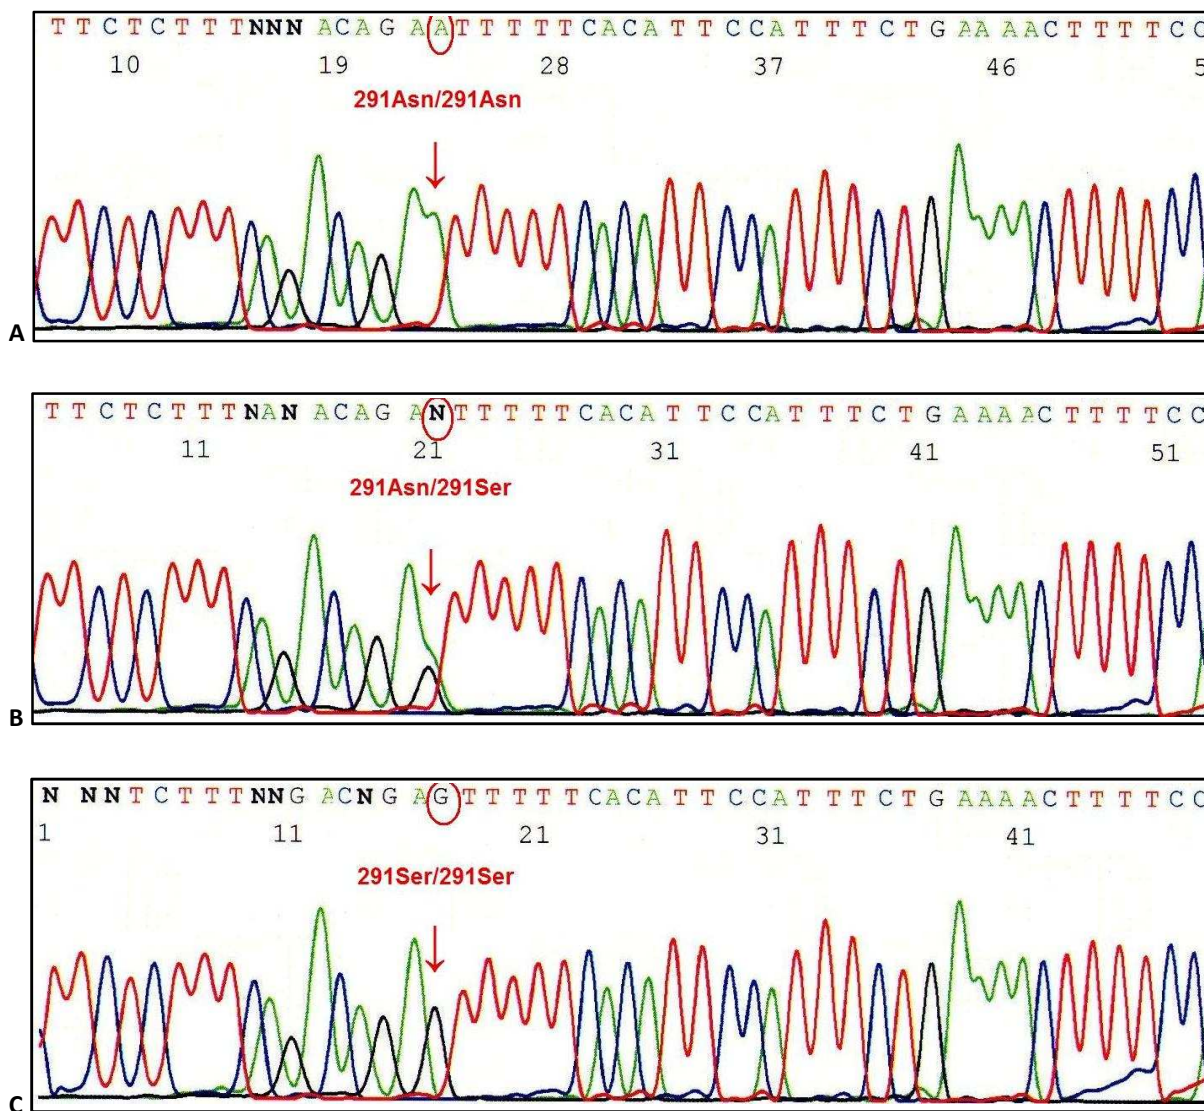 T T C T C T T T N N N A C A G A A T T T T T C A C A T T C C A T T T C T G A A A A C T T T T C C
10 19 28 37 46 5
291Asn/291Asn
A
T T C T C T T T N A N A C A G A N T T T T T C A C A T T C C A T T T C T G A A A A C T T T T C C
11 21 31 41 51
291Asn/291Ser
B
N N N T C T T T N N G A C N G A G T T T T T C A C A T T C C A T T T C T G A A A A C T T T T C C
1 11 21 31 41
291Ser/291Ser
C